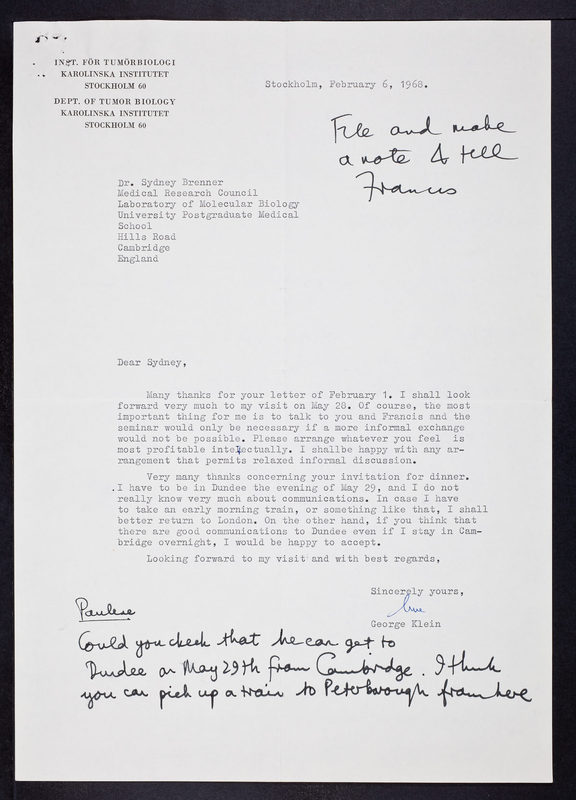 INST. FÖR TUMÖRBIOLOGI
KAROLINSKA INSTITUTET
STOCKHOLM 60
DEPT. OF TUMOR BIOLOGY
KAROLINSKA INSTITUTET
STOCKHOLM 60
Stockholm, February 6, 1968.
File and make
a note & tell
Francis
Dr. Sydney Brenner
Medical Research Council
Laboratory of Molecular Biology
University Postgraduate Medical
School
Hills Road
Cambridge
England
Dear Sydney,
Many thanks for your letter of February 1. I shall look
forward very much to my visit on May 28. Of course, the most
important thing for me is to talk to you and Francis and the
seminar would only be necessary if a more informal exchange
would not be possible. Please arrange whatever you feel is
most profitable intelectually. I shallbe happy with any ar-
rangement that permits relaxed informal discussion.
Very many thanks concerning your invitation for dinner.
I have to be in Dundee the evening of May 29, and I do not
really know very much about communications. In case I have
to take an early morning train, or something like that, I shall
better return to London. On the other hand, if you think that
there are good communications to Dundee even if I stay in Cam-
bridge overnight, I would be happy to accept.
Looking forward to my visit and with best regards,
Sincerely yours,
George Klein
Paulene
Could you check that he can get to
Dundee on May 29th from Cambridge. I think
you can pick up a train to Peterborough from here